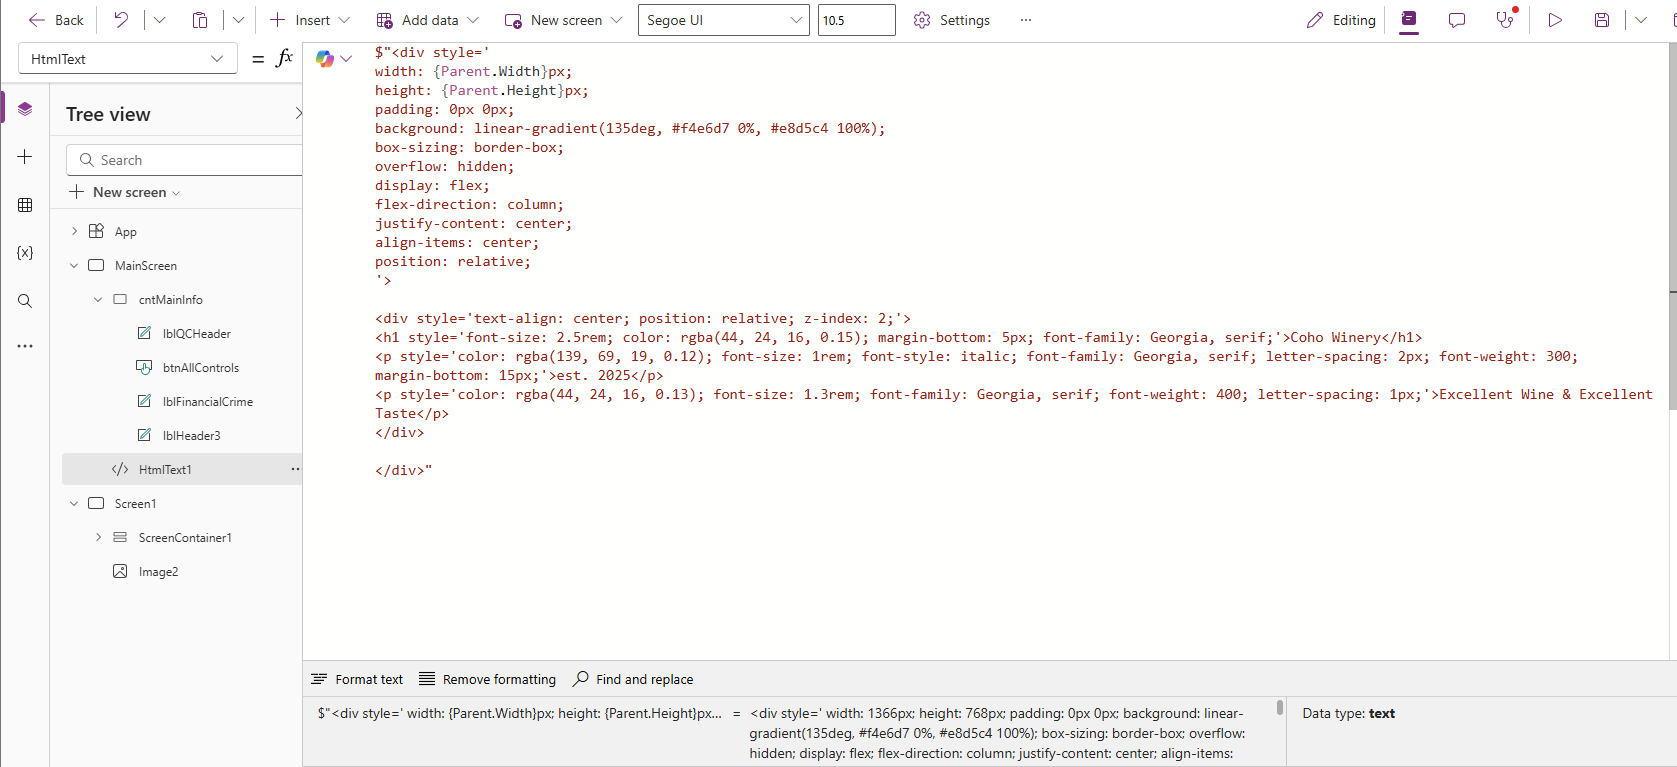 Back
Insert
Add data
New screen
Segoe UI
10.5
Settings
...
Editing
HtmlText
= fx
Tree view
Search
New screen
App
MainScreen
cntMainInfo
lblQCHeader
btnAllControls
lblFinancialCrime
lblHeader3
HtmlText1
Screen1
ScreenContainer1
Image2
{x}
$"<div style='
width: {Parent.Width}px;
height: {Parent.Height}px;
padding: 0px 0px;
background: linear-gradient(135deg, #f4e6d7 0%, #e8d5c4 100%);
box-sizing: border-box;
overflow: hidden;
display: flex;
flex-direction: column;
justify-content: center;
align-items: center;
position: relative;
'>
<div style='text-align: center; position: relative; z-index: 2;'>
<h1 style='font-size: 2.5rem; color: rgba(44, 24, 16, 0.15); margin-bottom: 5px; font-family: Georgia, serif;'>Coho Winery</h1>
<p style='color: rgba(139, 69, 19, 0.12); font-size: 1rem; font-style: italic; font-family: Georgia, serif; letter-spacing: 2px; font-weight: 300;
margin-bottom: 15px;'>est. 2025</p>
<p style='color: rgba(44, 24, 16, 0.13); font-size: 1.3rem; font-family: Georgia, serif; font-weight: 400; letter-spacing: 1px;'>Excellent Wine & Excellent
Taste</p>
</div>
</div>"
Format text
Remove formatting
Find and replace
$"<div style=' width: {Parent.Width}px; height: {Parent.Height}px...
=
<div style=' width: 1366px; height: 768px; padding: 0px 0px; background: linear-
gradient(135deg, #f4e6d7 0%, #e8d5c4 100%); box-sizing: border-box; overflow:
hidden; display: flex; flex-direction: column; justify-content: center; align-items:
Data type: text